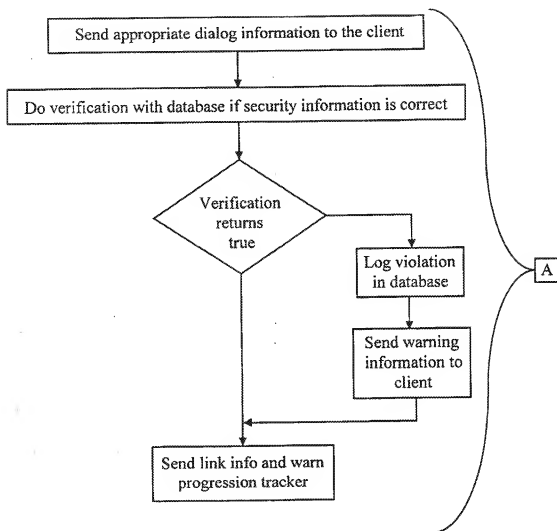 Send appropriate dialog information to the client
Do verification with database if security information is correct
Verification
returns
true
Log violation
in database
A
Send warning
information to
client
Send link info and warn
progression tracker